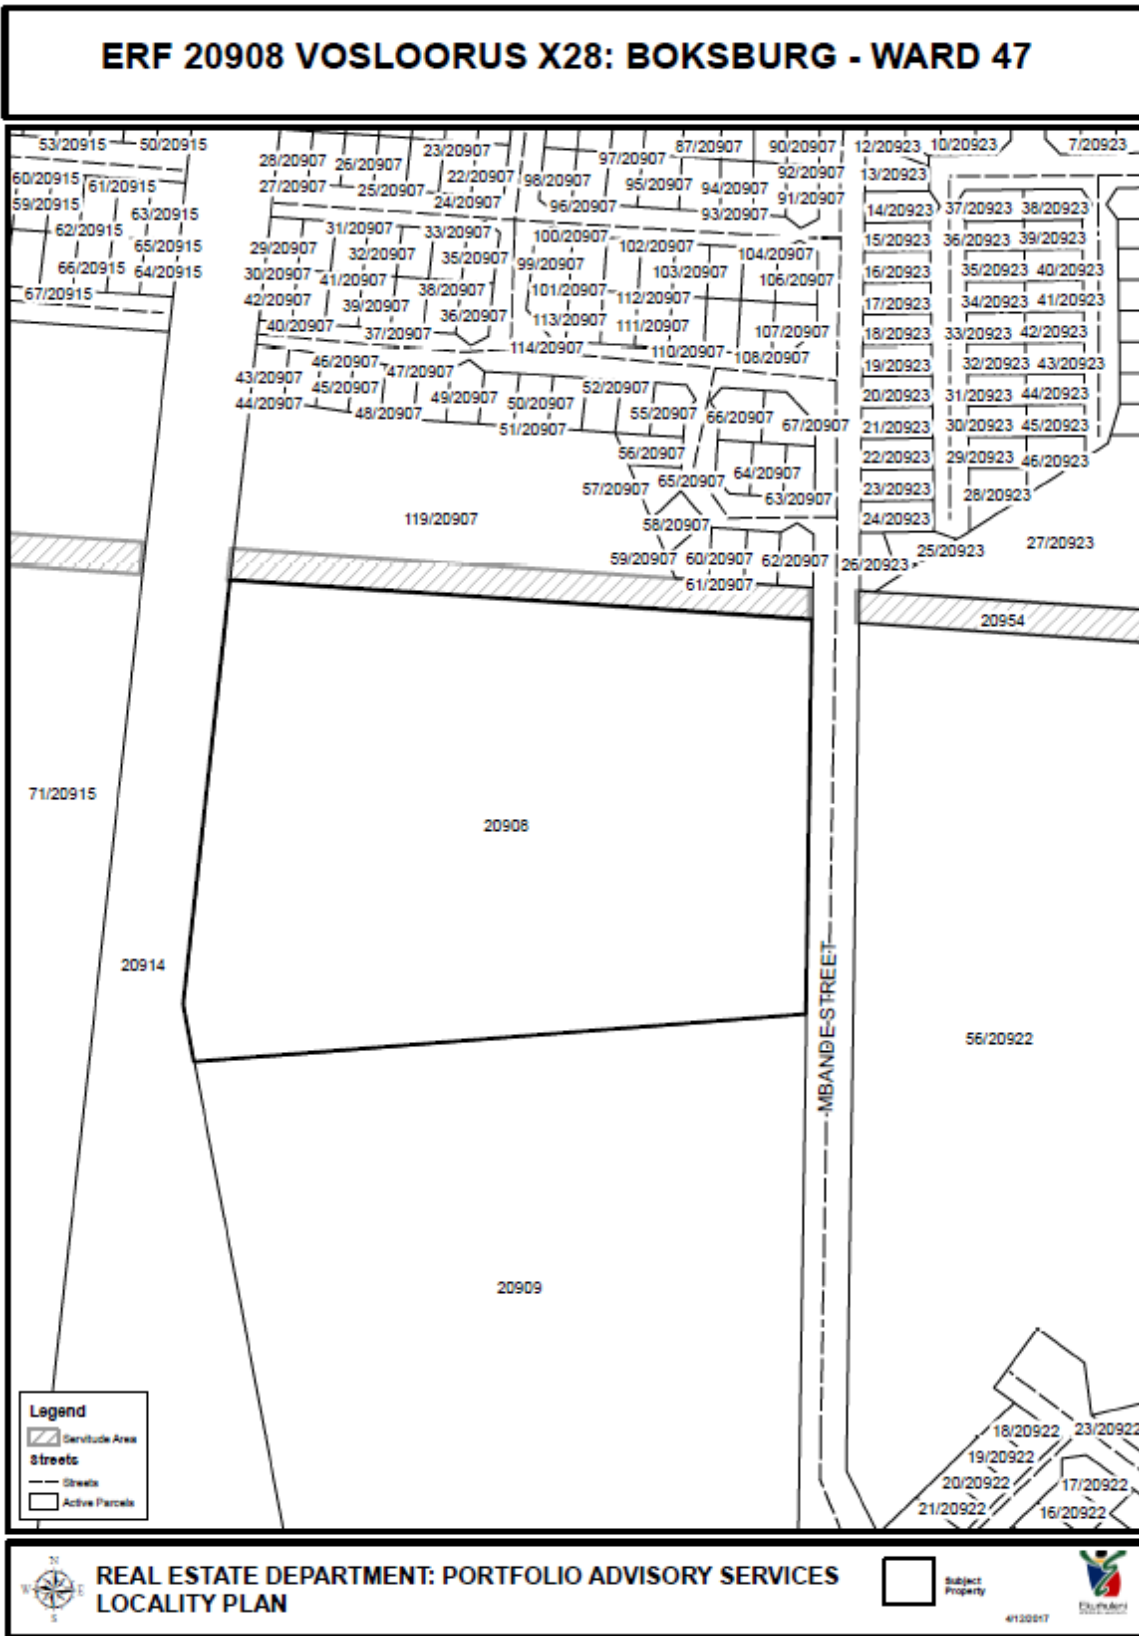 ERF 20908 VOSLOORUS X28: BOKSBURG - WARD 47
53/20915 50/20915
60/20915 61/20915
59/20915 63/20915
62/20915 65/20915
66/20915 64/20915
67/20915
28/20907 26/20907 23/20907
27/20907 25/20907 22/20907
24/20907
97/20907 87/20907 90/20907
98/20907 95/20907 94/20907 92/20907
96/20907 93/20907 91/20907
29/20907 31/20907 33/20907
30/20907 32/20907 35/20907
42/20907 41/20907 38/20907
39/20907 36/20907
40/20907 37/20907
100/20907 102/20907 104/20907
99/20907 103/20907 106/20907
101/20907 112/20907
113/20907 111/20907 107/20907
114/20907 110/20907 108/20907
43/20907 46/20907 47/20907 52/20907
44/20907 45/20907 49/20907 50/20907 55/20907
48/20907 51/20907
66/20907 67/20907
56/20907
57/20907 65/20907 64/20907
63/20907
119/20907 58/20907
59/20907 60/20907 62/20907
61/20907
12/20923 10/20923 7/20923
13/20923
14/20923 37/20923 38/20923
15/20923 36/20923 39/20923
16/20923 35/20923 40/20923
17/20923 34/20923 41/20923
18/20923 33/20923 42/20923
19/20923 32/20923 43/20923
20/20923 31/20923 44/20923
21/20923 30/20923 45/20923
22/20923 29/20923 46/20923
23/20923 28/20923
24/20923
26/20923 25/20923 27/20923
20954
71/20915
20908
20914
MBANDE STREET
56/20922
20909
18/20922 23/20922
19/20922
20/20922 17/20922
21/20922 16/20922
Legend
Servitude Area
Streets
Streets
Active Parcels
N
W E
S
REAL ESTATE DEPARTMENT: PORTFOLIO ADVISORY SERVICES
LOCALITY PLAN
Subject
Property
4/12/2017
Ekurhuleni